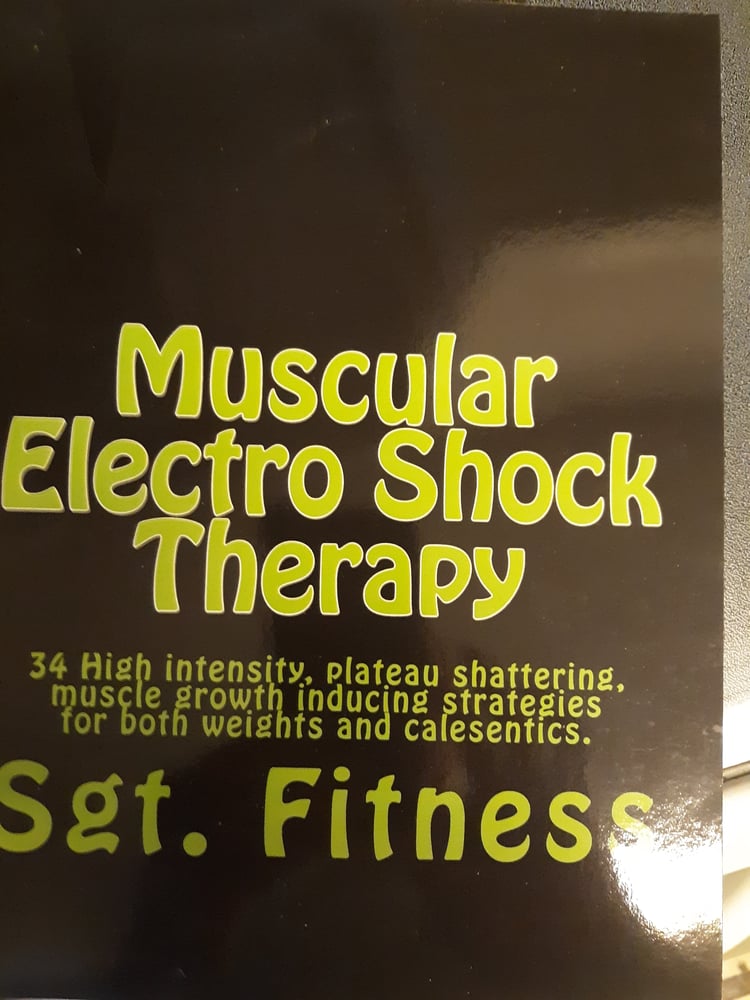 Muscular
Electro Shock
Therapy
34 High intensity, plateau shattering,
muscle growth inducing strategies
for both weights and calesentics.
Sgt. Fitness